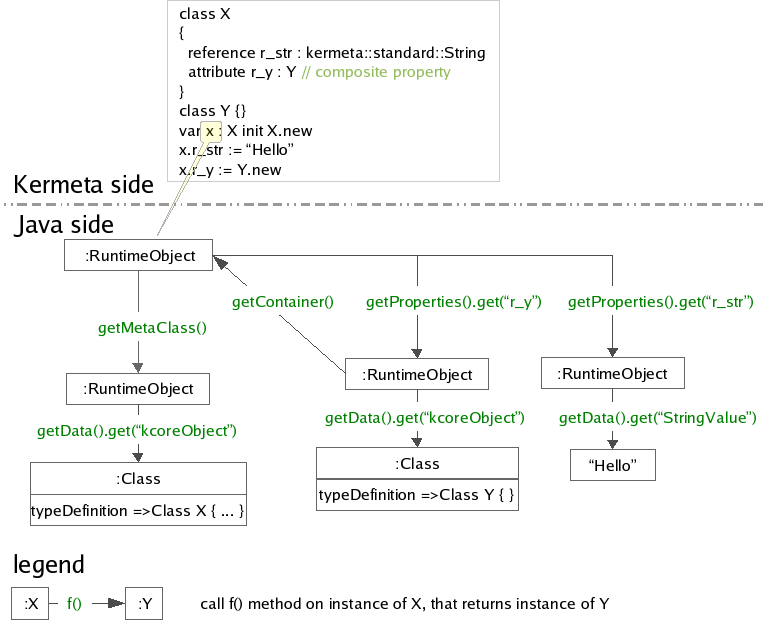 class X
{
reference r_str : kermeta::standard::String
attribute r_y : Y // composite property
}
class Y {}
var x : X init X.new
x.r_str := “Hello”
x.r_y := Y.new
Kermeta side
Java side
:RuntimeObject
getContainer()
getProperties().get(“r_y”)
getProperties().get(“r_str”)
getMetaClass()
:RuntimeObject
:RuntimeObject
:RuntimeObject
getData().get(“kcoreObject”)
getData().get(“kcoreObject”)
getData().get(“StringValue”)
:Class
typeDefinition =>Class X { ... }
:Class
typeDefinition =>Class Y { }
“Hello”
legend
:X
f()
:Y
call f() method on instance of X, that returns instance of Y